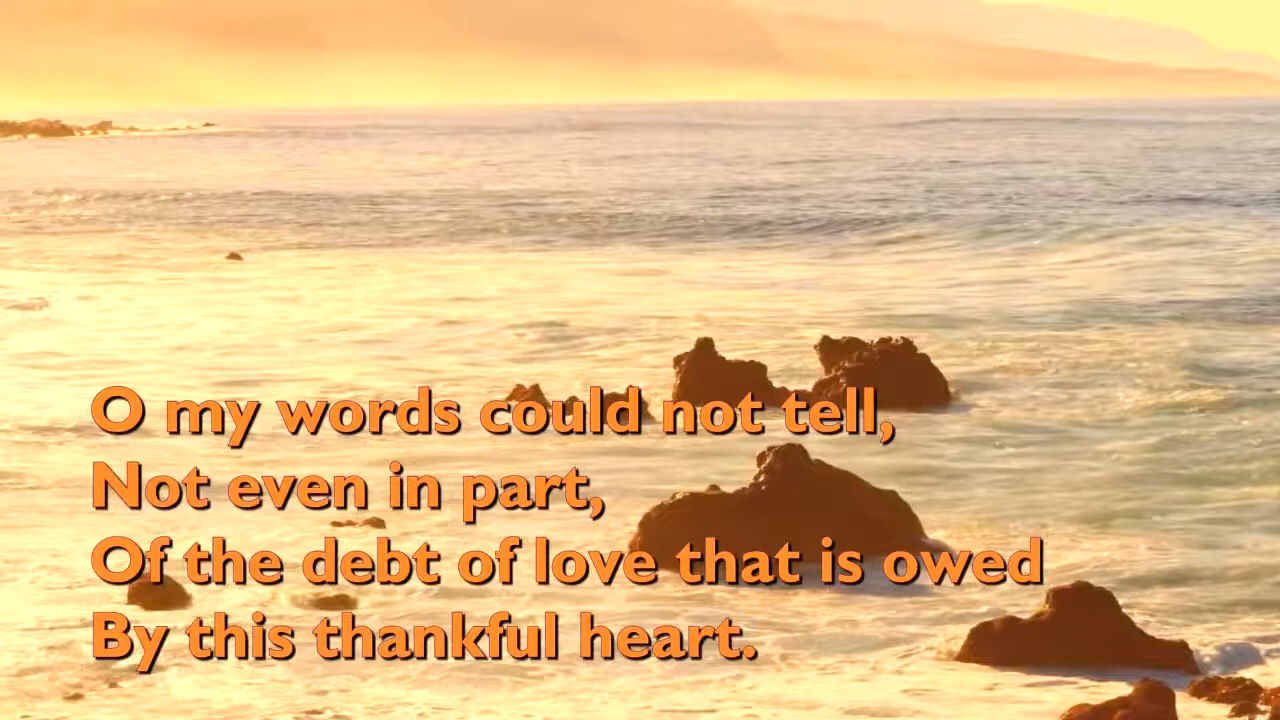 O my words could not tell,
Not even in part,
Of the debt of love that is owed
By this thankful heart.